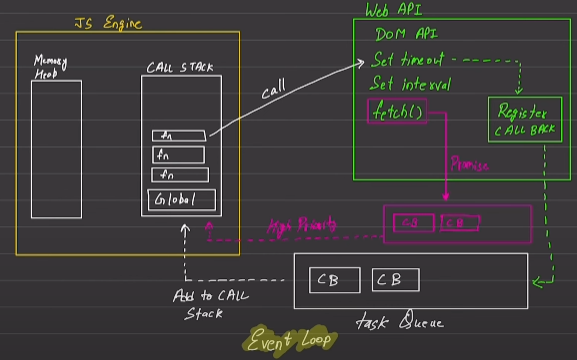 JS Engine
Memory
Heab
CALL STACK
fn
fn
fn
Global
call
Web API
DOM API
Set timeout
Set interval
fetch()
Register
CALL BACK
Promise
High Priority
CB CB
CB CB
Add to CALL
Stack
task Queue
Event Loop